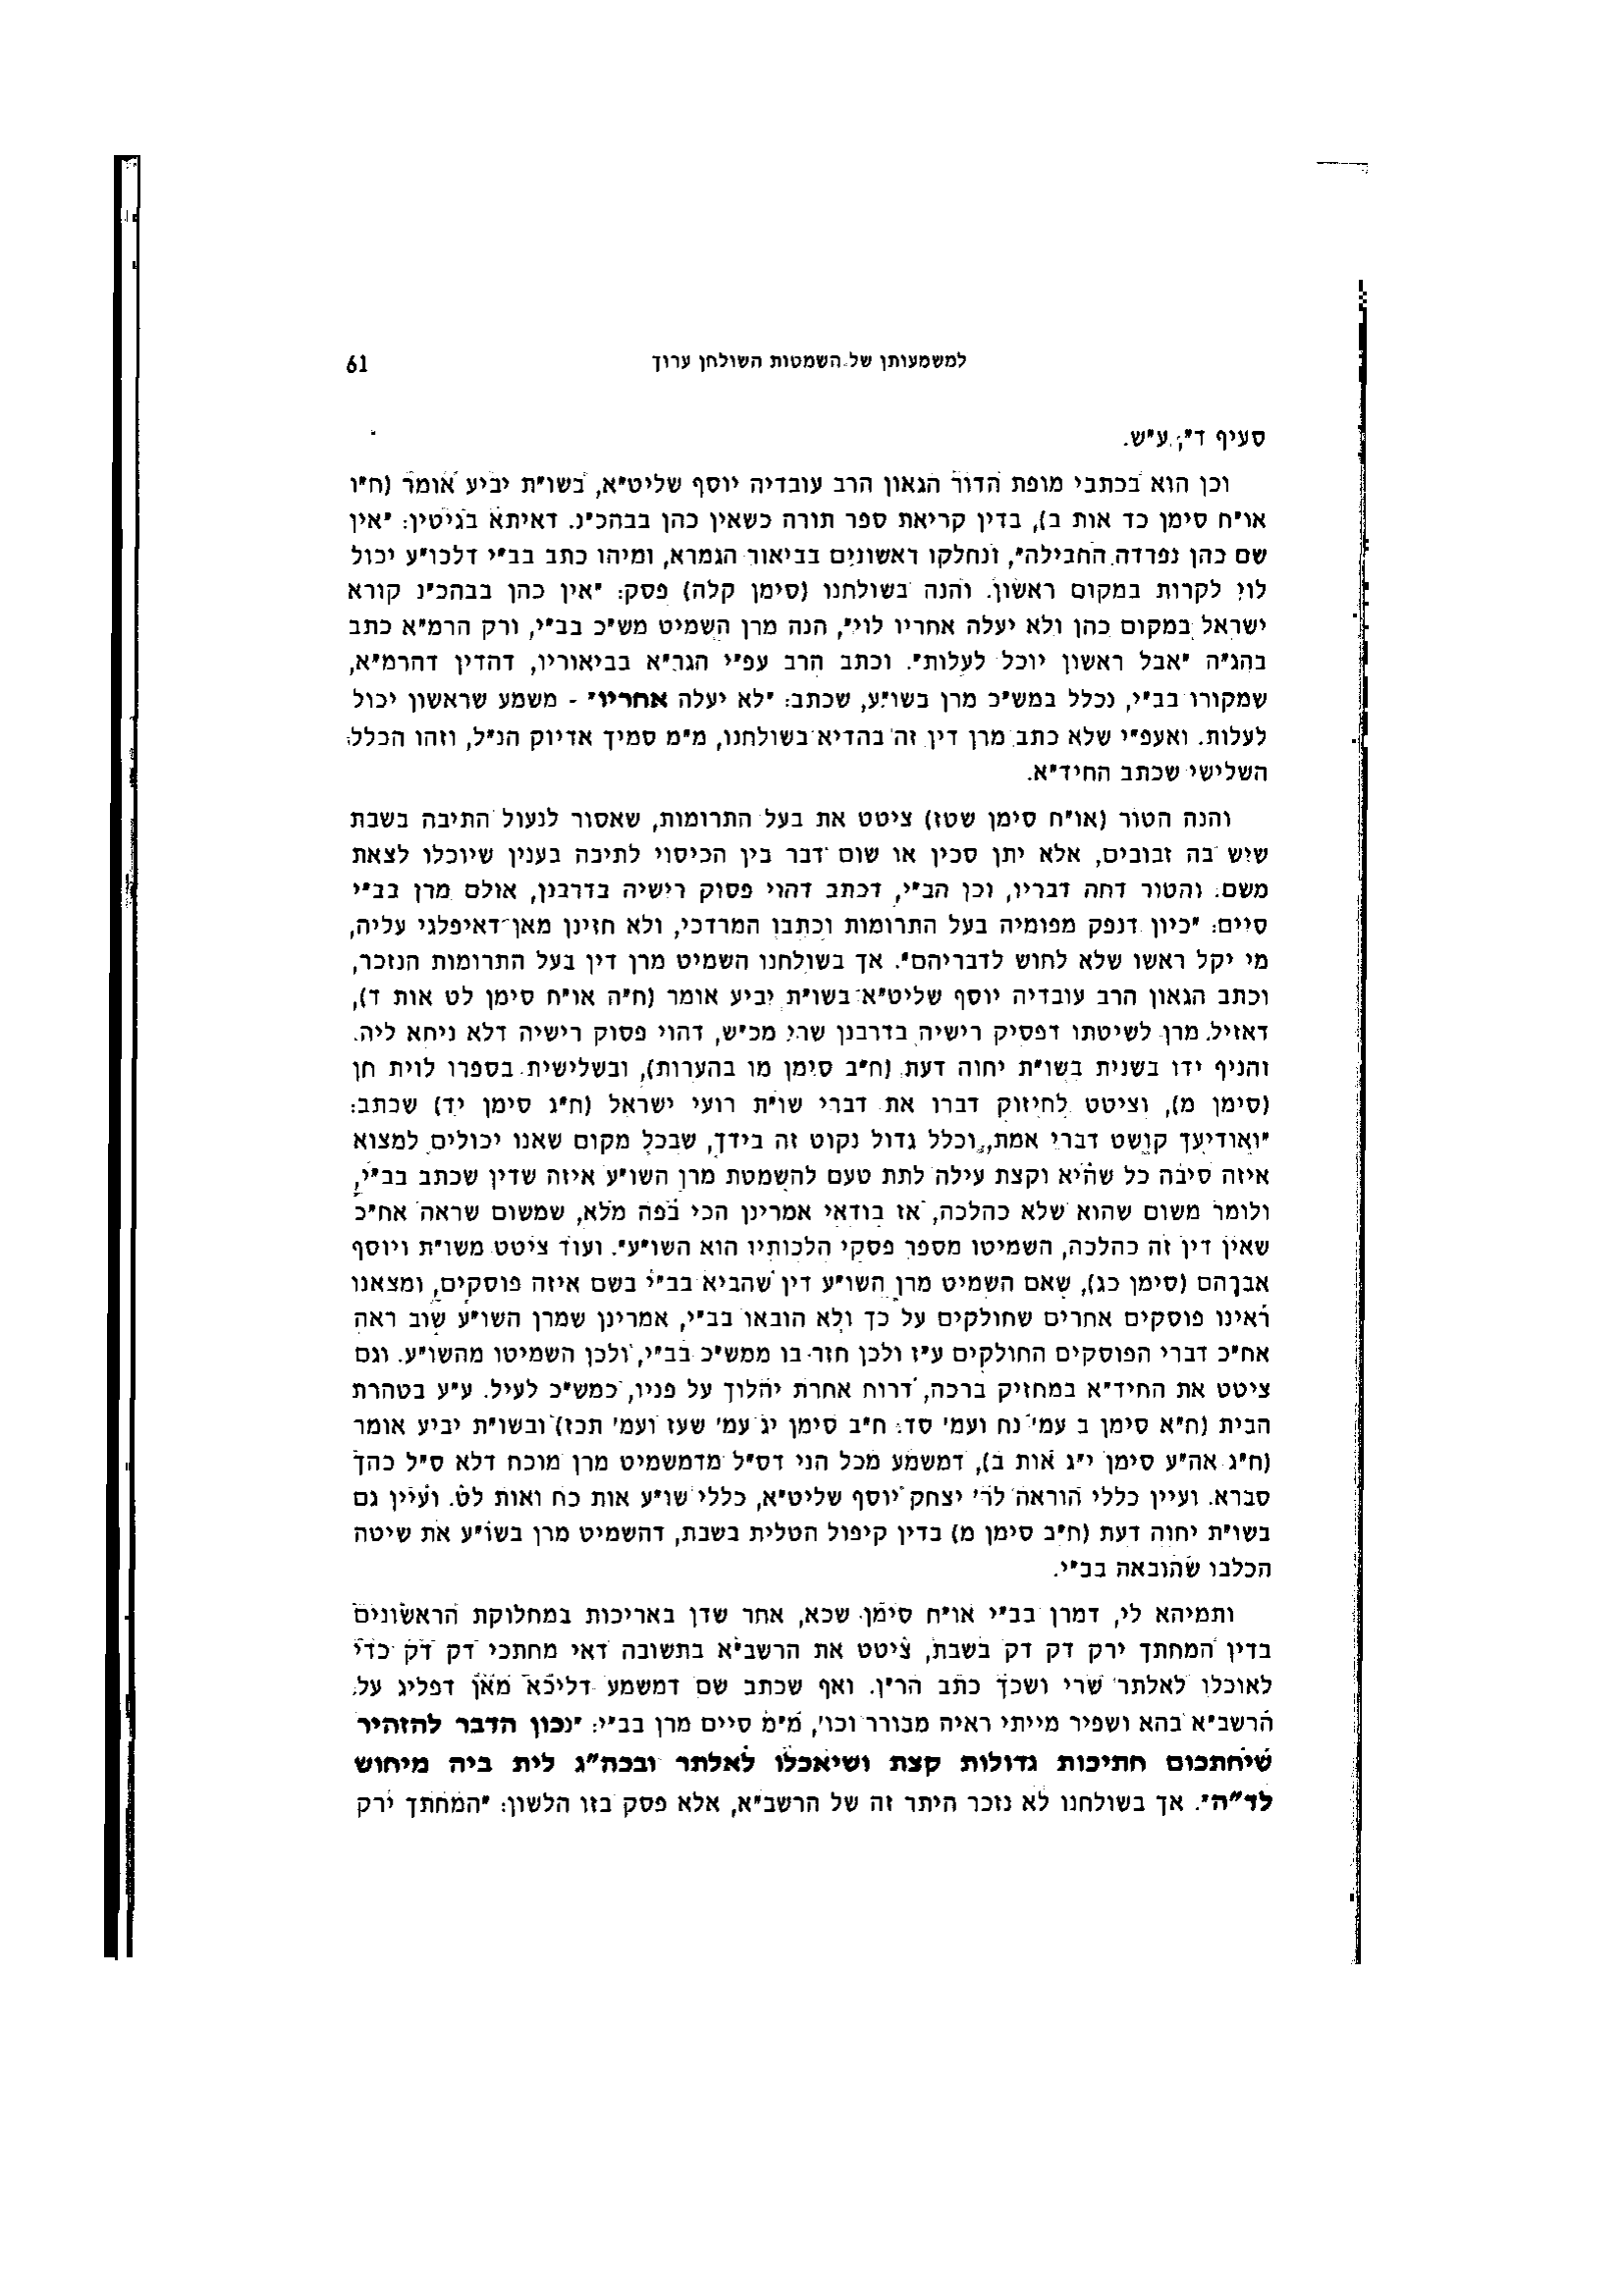 למשמעותן של השמטות השולחן ערוך 61
סעיף ד"; ע"ש.
וכן הוא בכתבי מופת הדור הגאון הרב עובדיה יוסף שליט"א, בשו"ת יביע אומר (ח"ו
או"ח סימן כד אות ב), בדין קריאת ספר תורה כשאין כהן בבהכ"נ. דאיתא בגיטין: "אין
שם כהן נפרדה החבילה", ונחלקו ראשונים בביאור הגמרא, ומיהו כתב בב"י דלכו"ע יכול
לוי לקרות במקום ראשון. והנה בשולחנו (סימן קלה) פסק: "אין כהן בבהכ"נ קורא
ישראל במקום כהן ולא יעלה אחריו לוי", הנה מרן השמיט מש"כ בב"י, ורק הרמ"א כתב
בהג"ה "אבל ראשון יוכל לעלות". וכתב הרב עפ"י הגר"א בביאוריו, דהדין דהרמ"א,
שמקורו בב"י, נכלל במש"כ מרן בשו"ע, שכתב: "לא יעלה אחריו" - משמע שראשון יכול
לעלות. ואעפ"י שלא כתב מרן דין זה בהדיא בשולחנו, מ"מ סמיך אדיוק הנ"ל, וזהו הכלל
השלישי שכתב החיד"א.
והנה הטור (או"ח סימן שטז) ציטט את בעל התרומות, שאסור לנעול התיבה בשבת
שיש בה זבובים, אלא יתן סכין או שום דבר בין הכיסוי לתיבה בענין שיוכלו לצאת
משם. והטור דחה דבריו, וכן הב"י, דכתב דהוי פסוק רישיה בדרבנן, אולם מרן בב"י
סיים: "כיון דנפק מפומיה בעל התרומות וכתבו המרדכי, ולא חזינן מאן דאיפלגי עליה,
מי יקל ראשו שלא לחוש לדבריהם". אך בשולחנו השמיט מרן דין בעל התרומות הנזכר,
וכתב הגאון הרב עובדיה יוסף שליט"א בשו"ת יביע אומר (ח"ה או"ח סימן לט אות ד),
דאזיל מרן לשיטתו דפסיק רישיה בדרבנן שרי מכ"ש, דהוי פסוק רישיה דלא ניחא ליה.
והניף ידו בשנית בשו"ת יחוה דעת (ח"ב סימן מו בהערות), ובשלישית בספרו לוית חן
(סימן מ), וציטט לחיזוק דברו את דברי שו"ת רועי ישראל (ח"ג סימן יד) שכתב:
"ואודיעך קושט דברי אמת, וכלל גדול נקוט זה בידך, שבכל מקום שאנו יכולים למצוא
איזה סיבה כל שהיא וקצת עילה לתת טעם להשמטת מרן השו"ע איזה שדין שכתב בב"י,
ולומר משום שהוא שלא כהלכה, אז בודאי אמרינן הכי בפה מלא, שמשום שראה אח"כ
שאין דין זה כהלכה, השמיטו מספר פסקי הלכותיו הוא השו"ע". ועוד ציטט משו"ת ויוסף
אברהם (סימן כג), שאם השמיט מרן השו"ע דין שהביא בב"י בשם איזה פוסקים, ומצאנו
ראינו פוסקים אחרים שחולקים על כך ולא הובאו בב"י, אמרינן שמרן השו"ע שוב ראה
אח"כ דברי הפוסקים החולקים ע"ז ולכן חזר בו ממש"כ בב"י, ולכן השמיטו מהשו"ע. וגם
ציטט את החיד"א במחזיק ברכה, דרוח אחרת יהלוך על פניו, כמש"כ לעיל. ע"ע בטהרת
הבית (ח"א סימן ב עמ' נח ועמ' סד. ח"ב סימן יג עמ' שעז ועמ' תכז) ובשו"ת יביע אומר
(ח"ג אה"ע סימן י"ג אות ב), דמשמע מכל הני דס"ל מדמשמיט מרן מוכח דלא ס"ל כהך
סברא. ועיין כללי הוראה לר' יצחק יוסף שליט"א, כללי שו"ע אות כח ואות לט. ועיין גם
בשו"ת יחוה דעת (ח"ב סימן מ) בדין קיפול הטלית בשבת, דהשמיט מרן בשו"ע את שיטה
הכלבו שהובאה בב"י.
ותמיהא לי, דמרן בב"י או"ח סימן שכא, אחר שדן באריכות במחלוקת הראשונים
בדין המחתך ירק דק דק בשבת, ציטט את הרשב"א בתשובה דאי מחתכי דק דק כדי
לאוכלו לאלתר שרי ושכך כתב הר"ן. ואף שכתב שם דמשמע דליכא מאן דפליג על
הרשב"א בהא ושפיר מייתי ראיה מבורר וכו', מ"מ סיים מרן בב"י: "נכון הדבר להזהיר
שיחתכום חתיכות גדולות קצת ושיאכלו לאלתר ובכה"ג לית ביה מיחוש
לד"ה". אך בשולחנו לא נזכר היתר זה של הרשב"א, אלא פסק בזו הלשון: "המחתך ירק